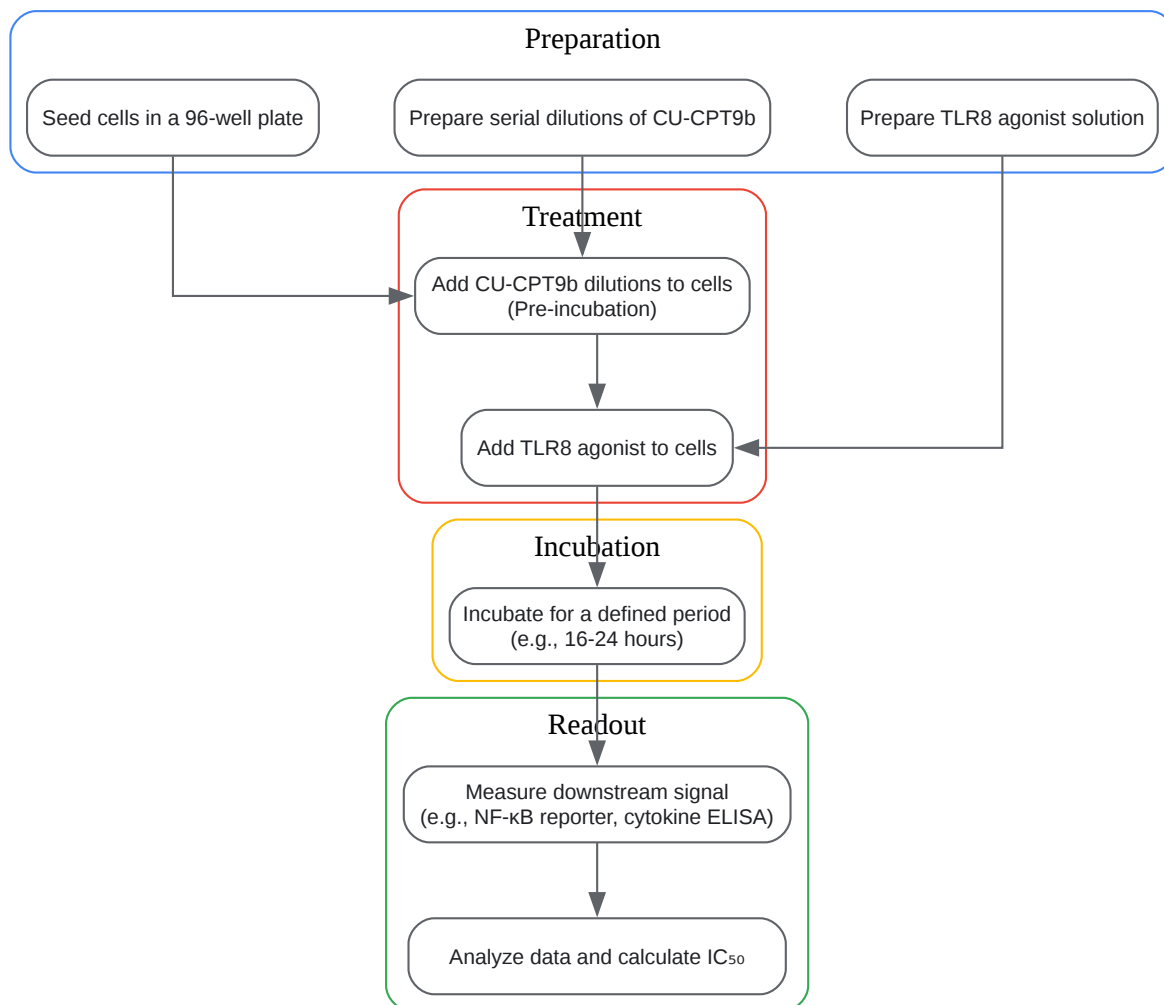 Preparation
Seed cells in a 96-well plate
Prepare serial dilutions of CU-CPT9b
Prepare TLR8 agonist solution
Treatment
Add CU-CPT9b dilutions to cells
(Pre-incubation)
Add TLR8 agonist to cells
Incubation
Incubate for a defined period
(e.g., 16-24 hours)
Readout
Measure downstream signal
(e.g., NF-κB reporter, cytokine ELISA)
Analyze data and calculate IC₅₀